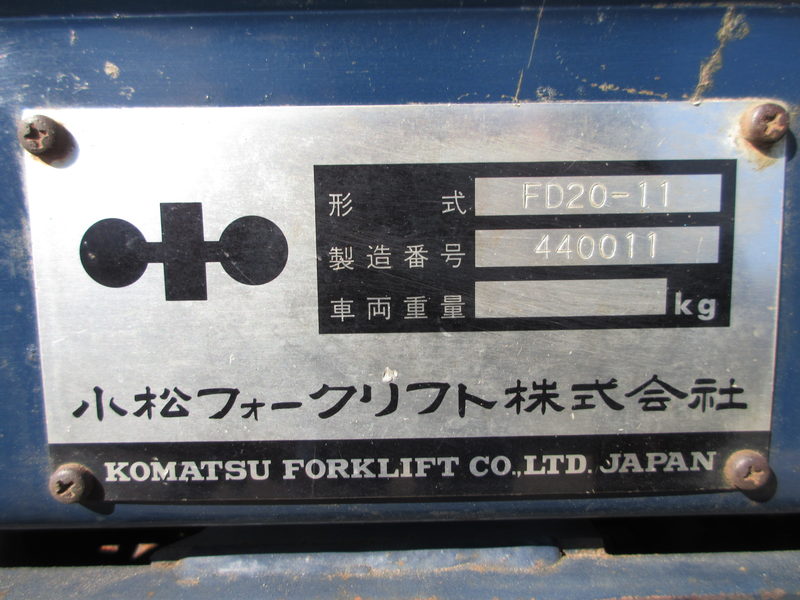 形式 FD20-11
製造番号 440011
車両重量 kg
小松フォークリフト株式会社
KOMATSU FORKLIFT CO.,LTD. JAPAN